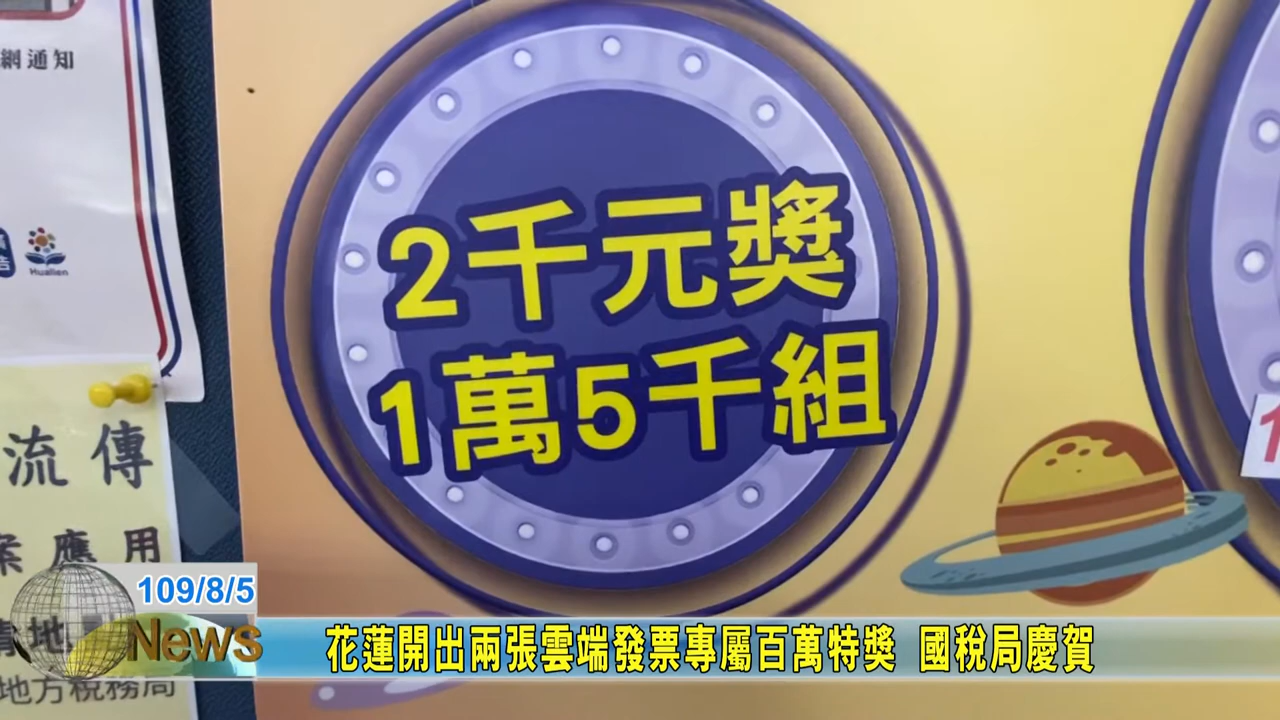 網通知
Hualien
2千元獎
1萬5千組
流傳
案應用
109/8/5
News
地方稅務局
花蓮開出兩張雲端發票專屬百萬特獎 國稅局慶賀